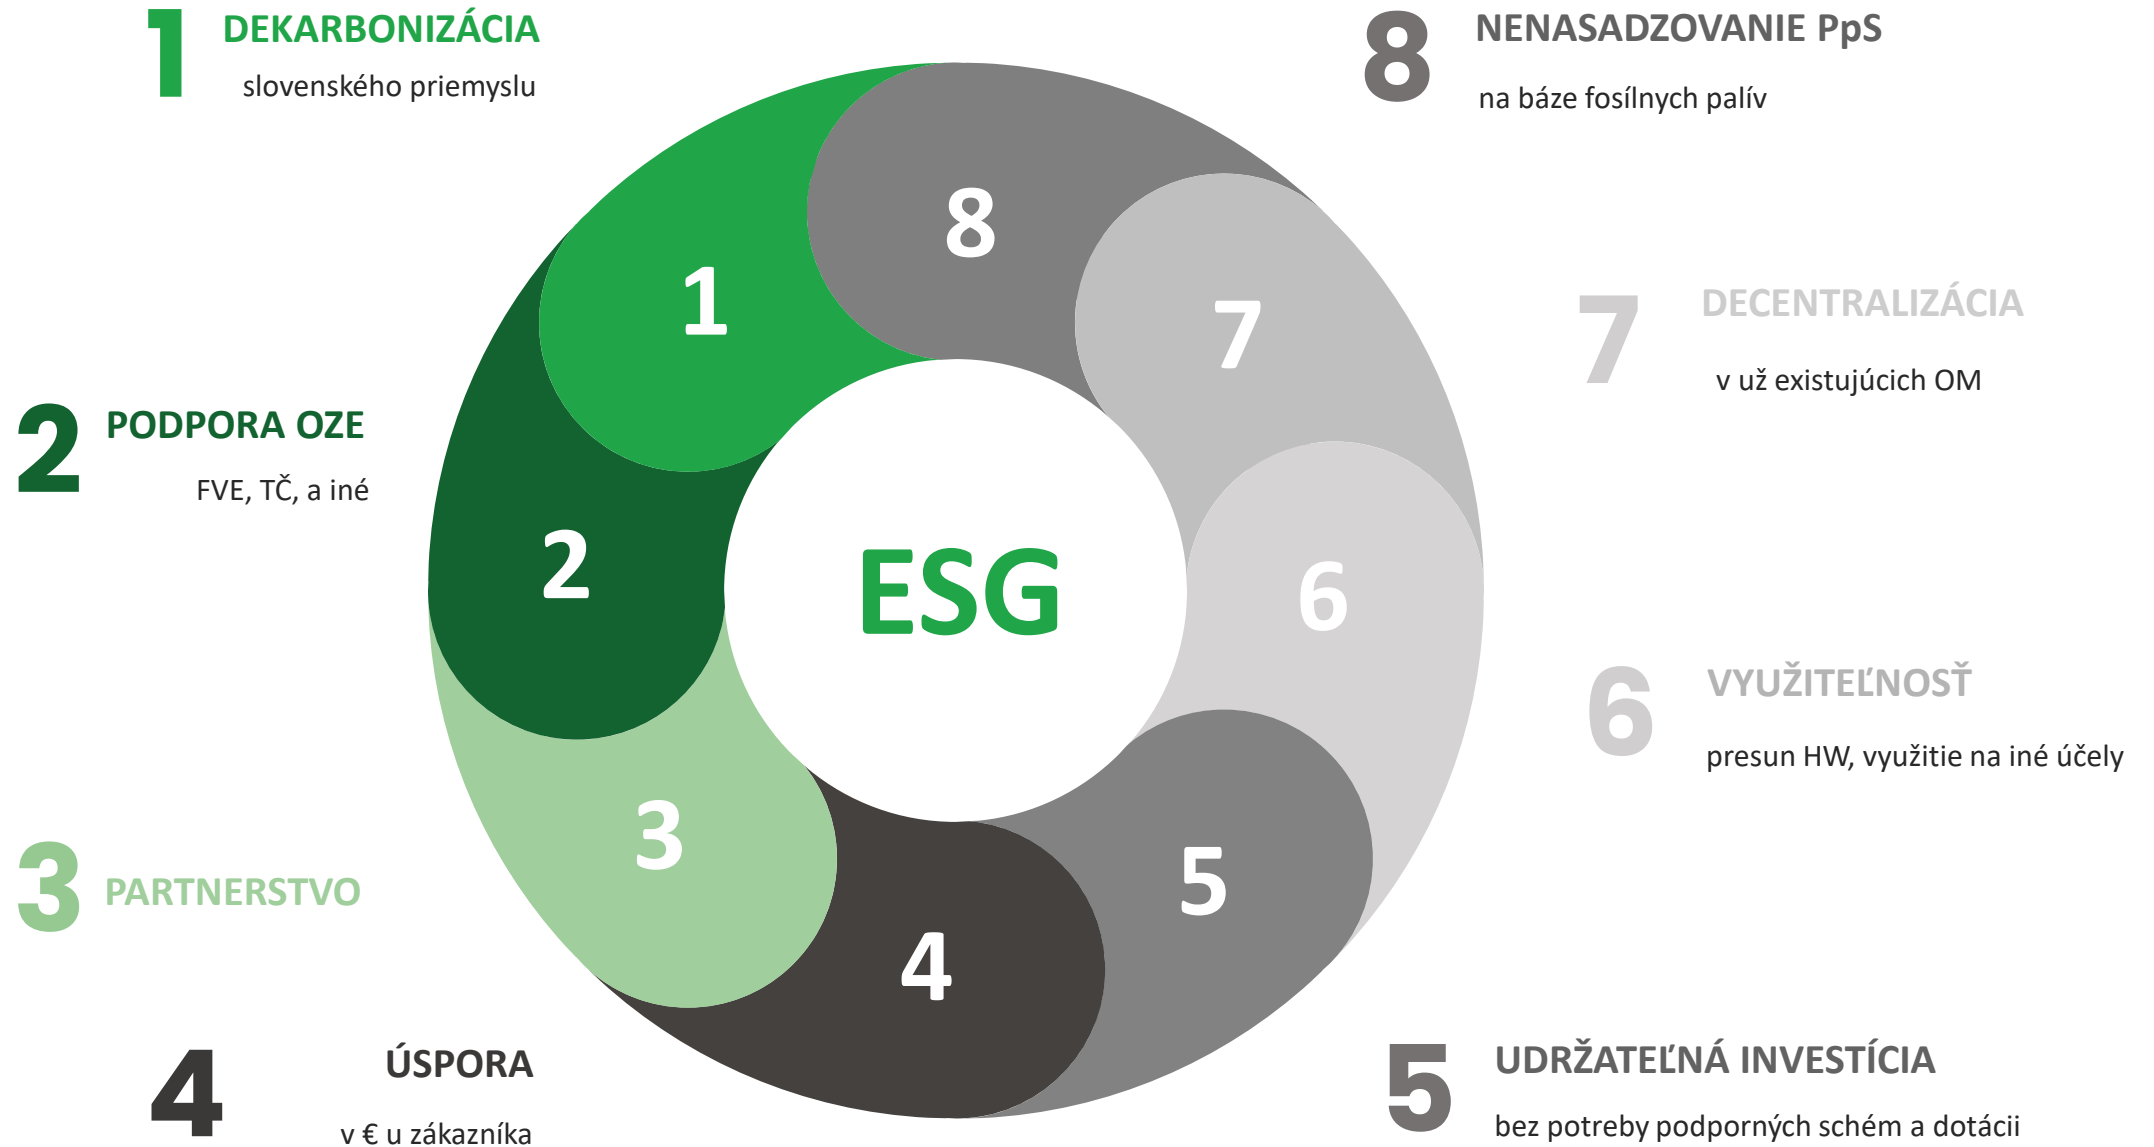 1 DEKARBONIZÁCIA
slovenského priemyslu
2 PODPORA OZE
FVE, TČ, a iné
3 PARTNERSTVO
4 ÚSPORA
v € u zákazníka
5 UDRŽATEĽNÁ INVESTÍCIA
bez potreby podporných schém a dotácii
6 VYUŽITEĽNOSŤ
presun HW, využitie na iné účely
7 DECENTRALIZÁCIA
v už existujúcich OM
8 NENASADZOVANIE PpS
na báze fosílnych palív
ESG
1
2
3
4
5
6
7
8